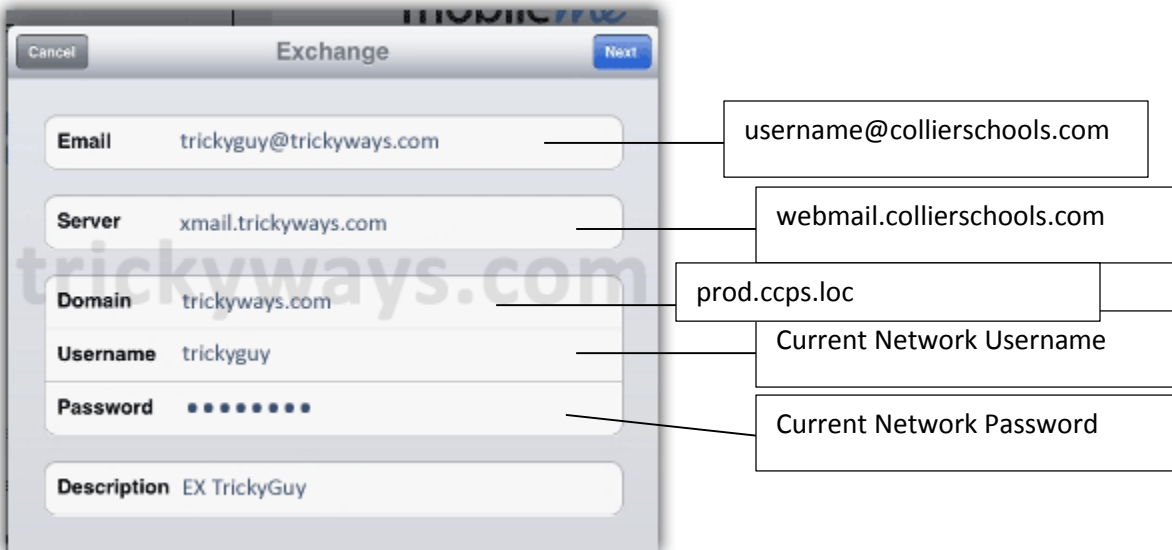 mobileme
Cancel Exchange Next
Email trickyguy@trickyways.com
username@collierschools.com
Server xmail.trickyways.com
webmail.collierschools.com
trickyways.com
Domain trickyways.com
prod.ccps.loc
Username trickyguy
Current Network Username
Password ••••••••
Current Network Password
Description EX TrickyGuy